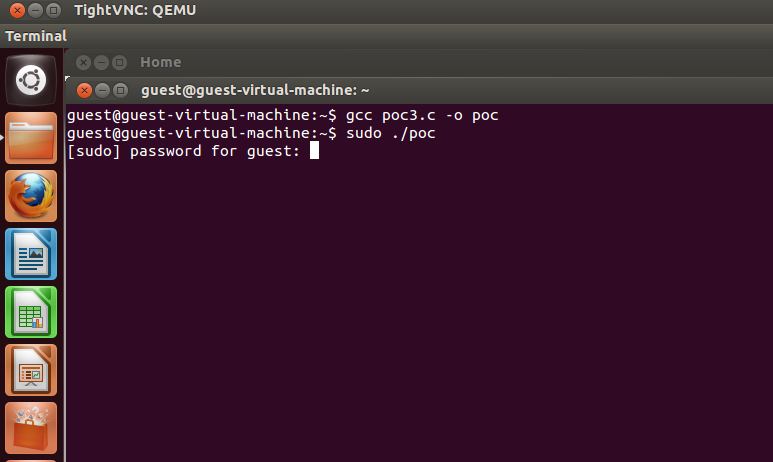 TightVNC: QEMU
Terminal
Home
guest@guest-virtual-machine: ~
guest@guest-virtual-machine:~$ gcc poc3.c -o poc
guest@guest-virtual-machine:~$ sudo ./poc
[sudo] password for guest: